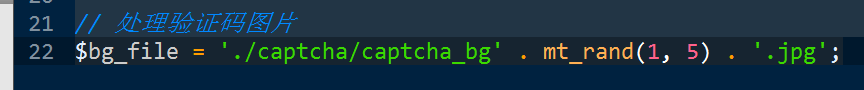 21 // 处理验证码图片
22 $bg_file = './captcha/captcha_bg' . mt_rand(1, 5) . '.jpg';